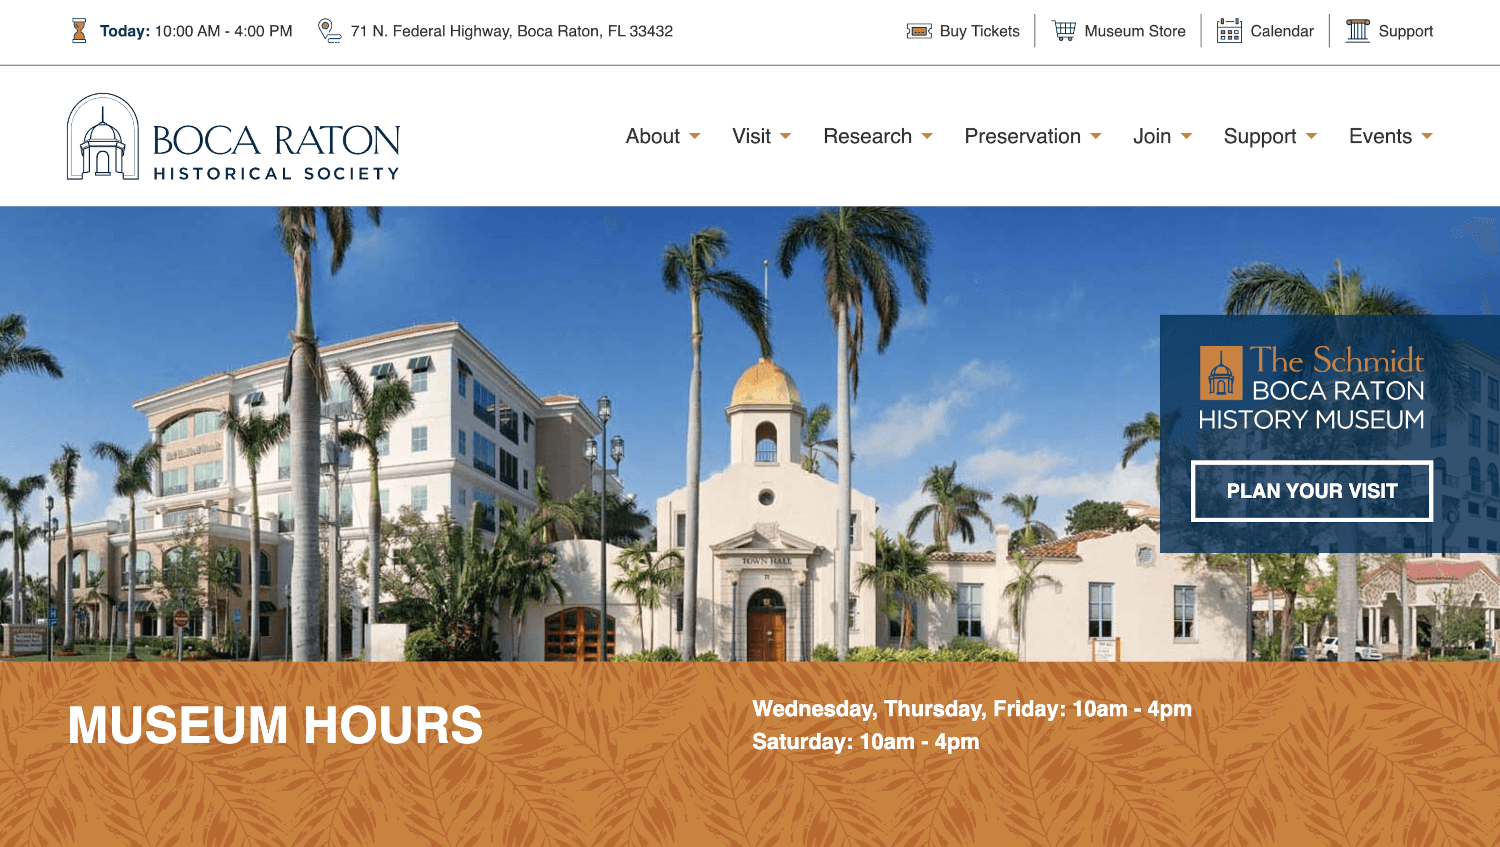 Today: 10:00 AM - 4:00 PM
71 N. Federal Highway, Boca Raton, FL 33432
Buy Tickets
Museum Store
Calendar
Support
BOCA RATON
HISTORICAL SOCIETY
About
Visit
Research
Preservation
Join
Support
Events
The Schmidt
BOCA RATON
HISTORY MUSEUM
PLAN YOUR VISIT
TOWN HALL
71
MUSEUM HOURS
Wednesday, Thursday, Friday: 10am - 4pm
Saturday: 10am - 4pm